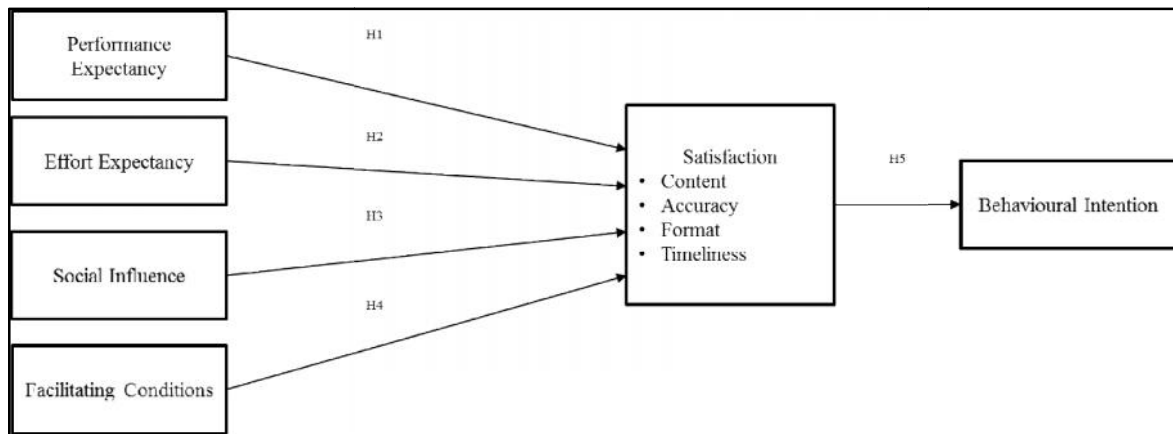 Performance
Expectancy
H1
Effort Expectancy
H2
Social Influence
H3
Facilitating Conditions
H4
Satisfaction
• Content
• Accuracy
• Format
• Timeliness
H5
Behavioural Intention